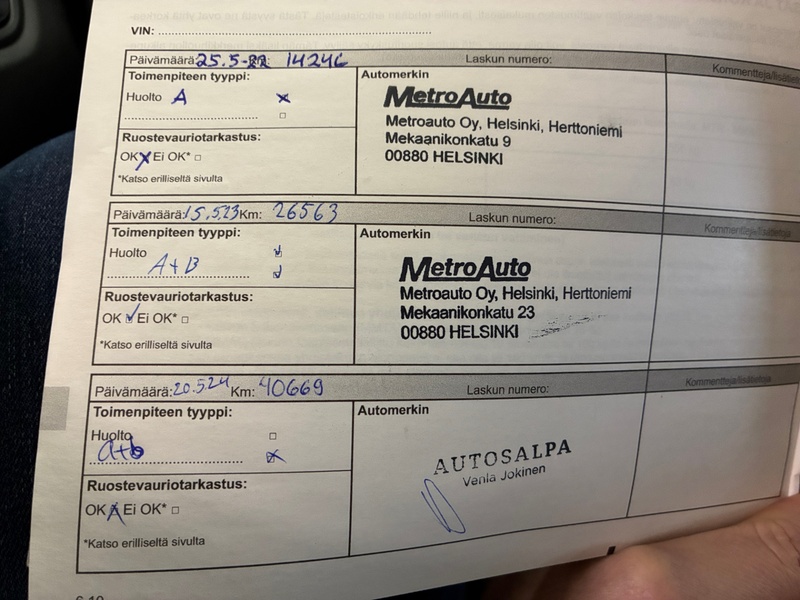 VIN:
Päivämäärä: 25.5-22 Km: 14246 Laskun numero: Kommentteja/lisätietoja
Toimenpiteen tyyppi: Automerkin
Huolto A
Ruostevauriotarkastus:
OK Ei OK*
*Katso erilliseltä sivulta
MetroAuto
Metroauto Oy, Helsinki, Herttoniemi
Mekaanikonkatu 9
00880 HELSINKI
Päivämäärä: 15.5.23 Km: 26563 Laskun numero: Kommentteja/lisätietoja
Toimenpiteen tyyppi: Automerkin
Huolto
A+B
Ruostevauriotarkastus:
OK Ei OK*
*Katso erilliseltä sivulta
MetroAuto
Metroauto Oy, Helsinki, Herttoniemi
Mekaanikonkatu 23
00880 HELSINKI
Päivämäärä: 20.5.24 Km: 40669 Laskun numero: Kommentteja/lisätietoja
Toimenpiteen tyyppi: Automerkin
Huolto
a+b
Ruostevauriotarkastus:
OK Ei OK*
*Katso erilliseltä sivulta
AUTOSALPA
Vania Jokinen